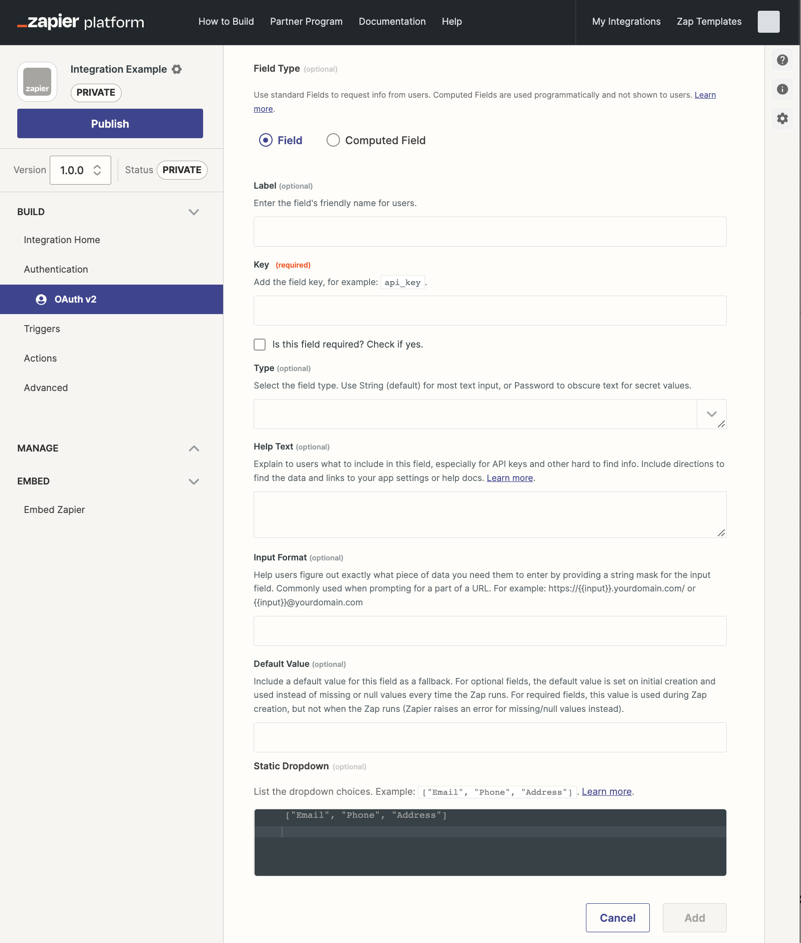 zapier platform
How to Build
Partner Program
Documentation
Help
My Integrations
Zap Templates
zapier
Integration Example
PRIVATE
Publish
Version 1.0.0 Status PRIVATE
BUILD
Integration Home
Authentication
OAuth v2
Triggers
Actions
Advanced
MANAGE
EMBED
Embed Zapier
Field Type (optional)
Use standard Fields to request info from users. Computed Fields are used programmatically and not shown to users. Learn
more.
Field
Computed Field
Label (optional)
Enter the field's friendly name for users.
Key (required)
Add the field key, for example: api_key.
Is this field required? Check if yes.
Type (optional)
Select the field type. Use String (default) for most text input, or Password to obscure text for secret values.
Help Text (optional)
Explain to users what to include in this field, especially for API keys and other hard to find info. Include directions to
find the data and links to your app settings or help docs. Learn more.
Input Format (optional)
Help users figure out exactly what piece of data you need them to enter by providing a string mask for the input
field. Commonly used when prompting for a part of a URL. For example: https://{{input}}.yourdomain.com/ or
{{input}}@yourdomain.com
Default Value (optional)
Include a default value for this field as a fallback. For optional fields, the default value is set on initial creation and
used instead of missing or null values every time the Zap runs. For required fields, this value is used during Zap
creation, but not when the Zap runs (Zapier raises an error for missing/null values instead).
Static Dropdown (optional)
List the dropdown choices. Example: ["Email", "Phone", "Address"]. Learn more.
["Email", "Phone", "Address"]
Cancel
Add